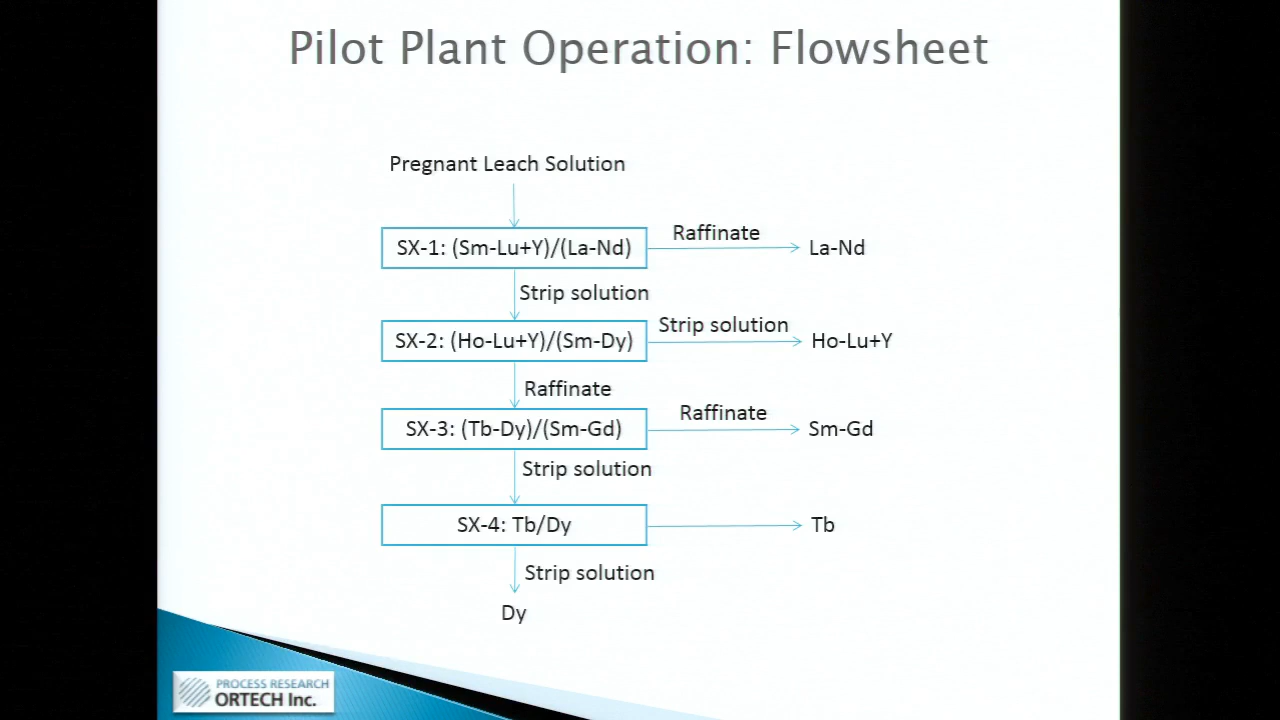 Pilot Plant Operation: Flowsheet
Pregnant Leach Solution
SX-1: (Sm-Lu+Y)/(La-Nd)
Raffinate
La-Nd
Strip solution
SX-2: (Ho-Lu+Y)/(Sm-Dy)
Strip solution
Ho-Lu+Y
Raffinate
SX-3: (Tb-Dy)/(Sm-Gd)
Raffinate
Sm-Gd
Strip solution
SX-4: Tb/Dy
Tb
Strip solution
Dy
PROCESS RESEARCH
ORTECH Inc.